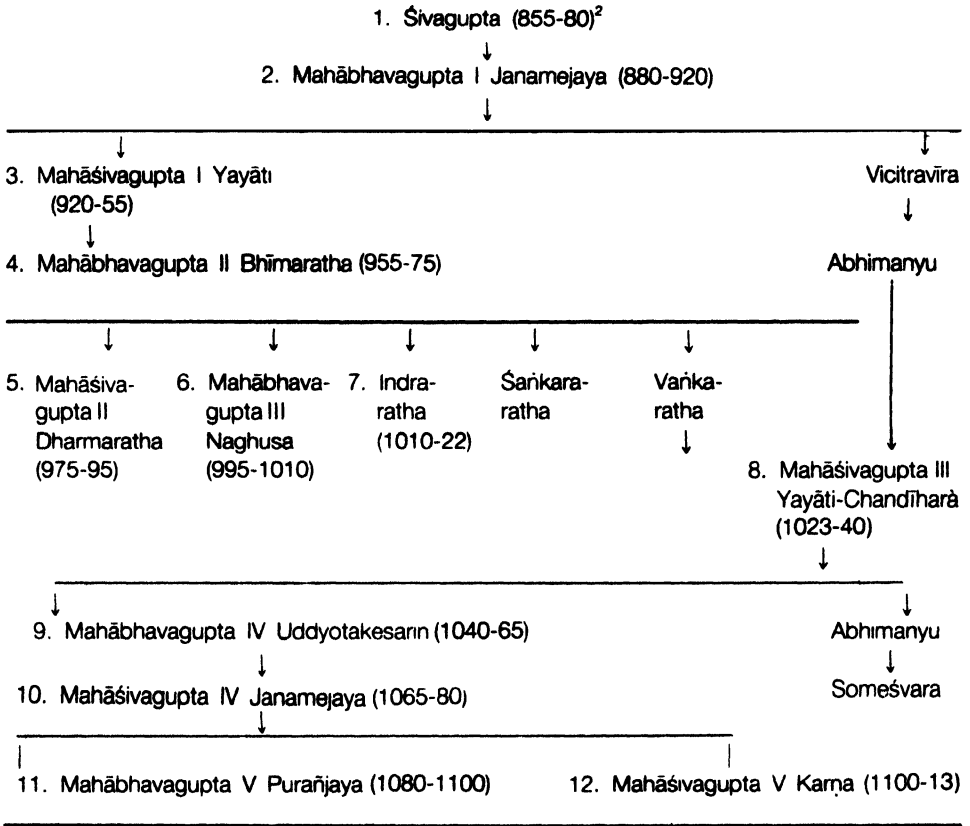 1. Śivagupta (855-80)²
2. Mahābhavagupta I Janamejaya (880-920)
3. Mahāśivagupta I Yayāti
(920-55)
Vicitravīra
4. Mahābhavagupta II Bhīmaratha (955-75)
Abhimanyu
5. Mahāśiva-
gupta II
Dharmaratha
(975-95)
6. Mahābhava-
gupta III
Naghusa
(995-1010)
7. Indra-
ratha
(1010-22)
Śaṅkara-
ratha
Vaṅka-
ratha
8. Mahāśivagupta III
Yayāti-Chandīharà
(1023-40)
9. Mahābhavagupta IV Uddyotakesarin (1040-65)
Abhimanyu
10. Mahāśivagupta IV Janamejaya (1065-80)
Someśvara
11. Mahābhavagupta V Purañjaya (1080-1100)
12. Mahāśivagupta V Karṇa (1100-13)